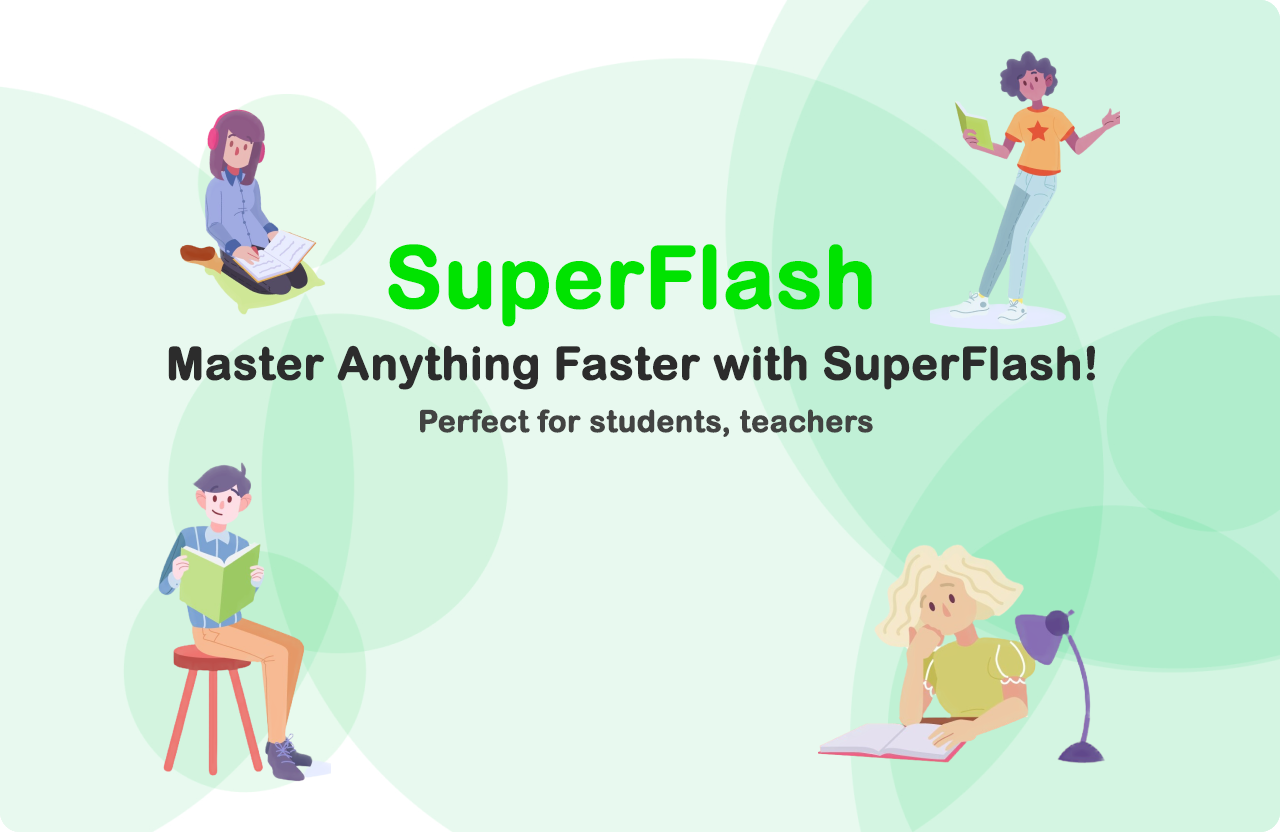 SuperFlash
Master Anything Faster with SuperFlash!
Perfect for students, teachers